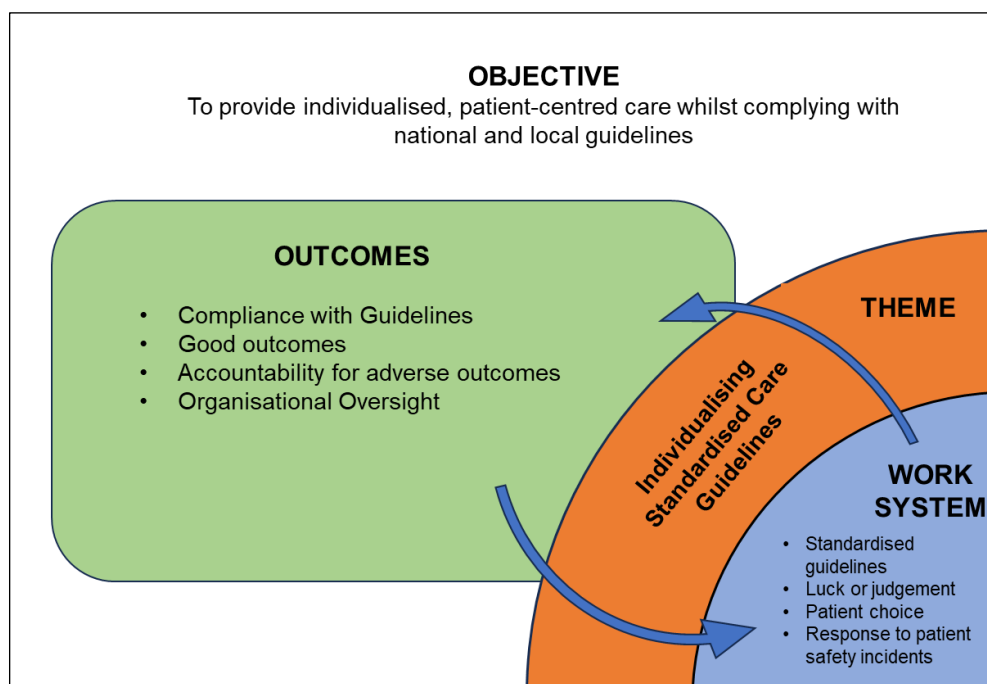 OBJECTIVE
To provide individualised, patient-centred care whilst complying with
national and local guidelines
OUTCOMES
• Compliance with Guidelines
• Good outcomes
• Accountability for adverse outcomes
• Organisational Oversight
THEME
Individualising
Standardised Care
Guidelines
WORK
SYSTEM
• Standardised
guidelines
• Luck or judgement
• Patient choice
• Response to patient
safety incidents